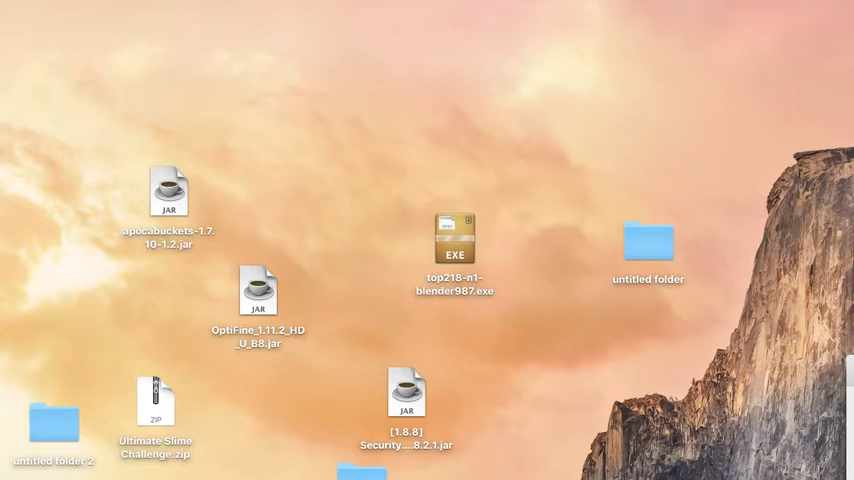 JAR
apocabuckets-1.7.
10-1.2.jar
EXE
top218-n1-
blender987.exe
untitled folder
JAR
OptiFine_1.11.2_HD
_U_B8.jar
JAR
[1.8.8]
Security....8.2.1.jar
ZIP
Ultimate Slime
Challenge.zip
untitled folder 2